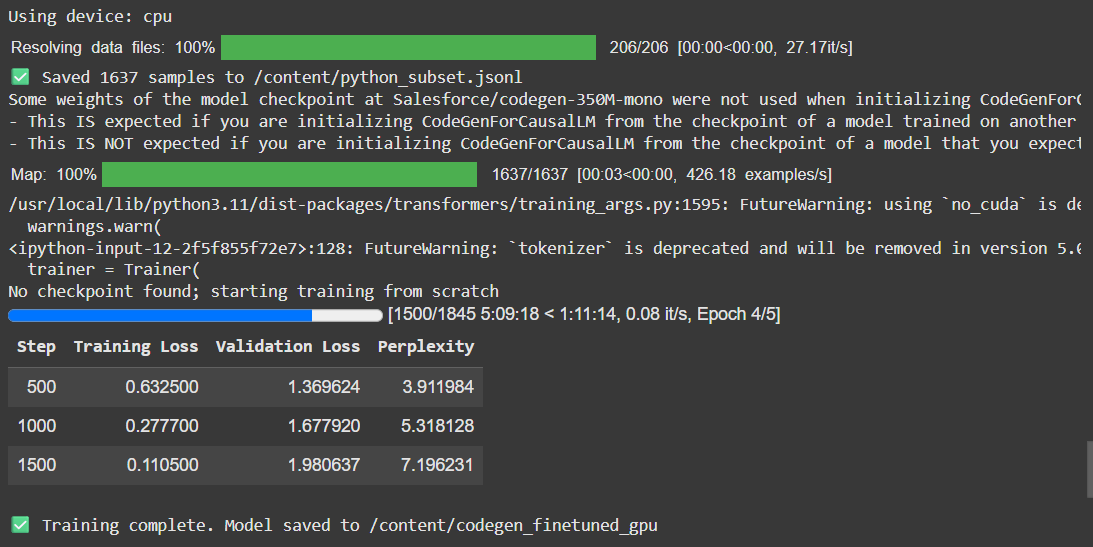 Using device: cpu
Resolving data files: 100% 206/206 [00:00<00:00, 27.17it/s]
✅ Saved 1637 samples to /content/python_subset.jsonl
Some weights of the model checkpoint at Salesforce/codegen-350M-mono were not used when initializing CodeGenForC
- This IS expected if you are initializing CodeGenForCausalLM from the checkpoint of a model trained on another
- This IS NOT expected if you are initializing CodeGenForCausalLM from the checkpoint of a model that you expect
Map: 100% 1637/1637 [00:03<00:00, 426.18 examples/s]
/usr/local/lib/python3.11/dist-packages/transformers/training_args.py:1595: FutureWarning: using `no_cuda` is de
warnings.warn(
<ipython-input-12-2f5f855f72e7>:128: FutureWarning: `tokenizer` is deprecated and will be removed in version 5.0
trainer = Trainer(
No checkpoint found; starting training from scratch
[1500/1845 5:09:18 < 1:11:14, 0.08 it/s, Epoch 4/5]
Step Training Loss Validation Loss Perplexity
500 0.632500 1.369624 3.911984
1000 0.277700 1.677920 5.318128
1500 0.110500 1.980637 7.196231
✅ Training complete. Model saved to /content/codegen_finetuned_gpu